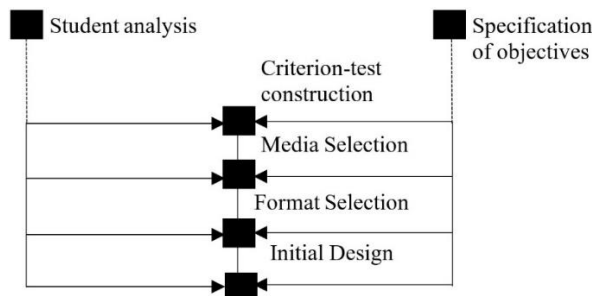 Student analysis
Specification
of objectives
Criterion-test
construction
Media Selection
Format Selection
Initial Design